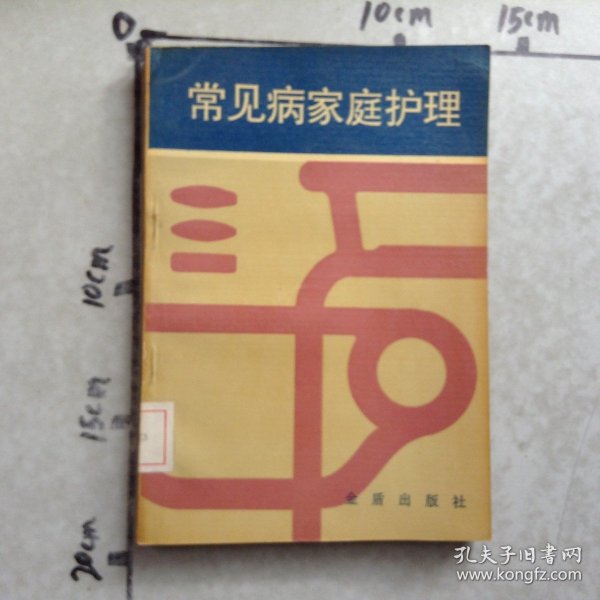 0
10cm
15cm
常见病家庭护理
10cm
15cm
20cm
金盾出版社
孔夫子旧书网
www.kongfz.com